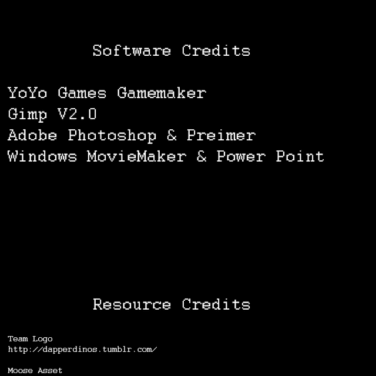 Software Credits
YoYo Games Gamemaker
Gimp V2.0
Adobe Photoshop & Preimer
Windows MovieMaker & Power Point
Resource Credits
Team Logo
http://dapperdinos.tumblr.com/
Moose Asset